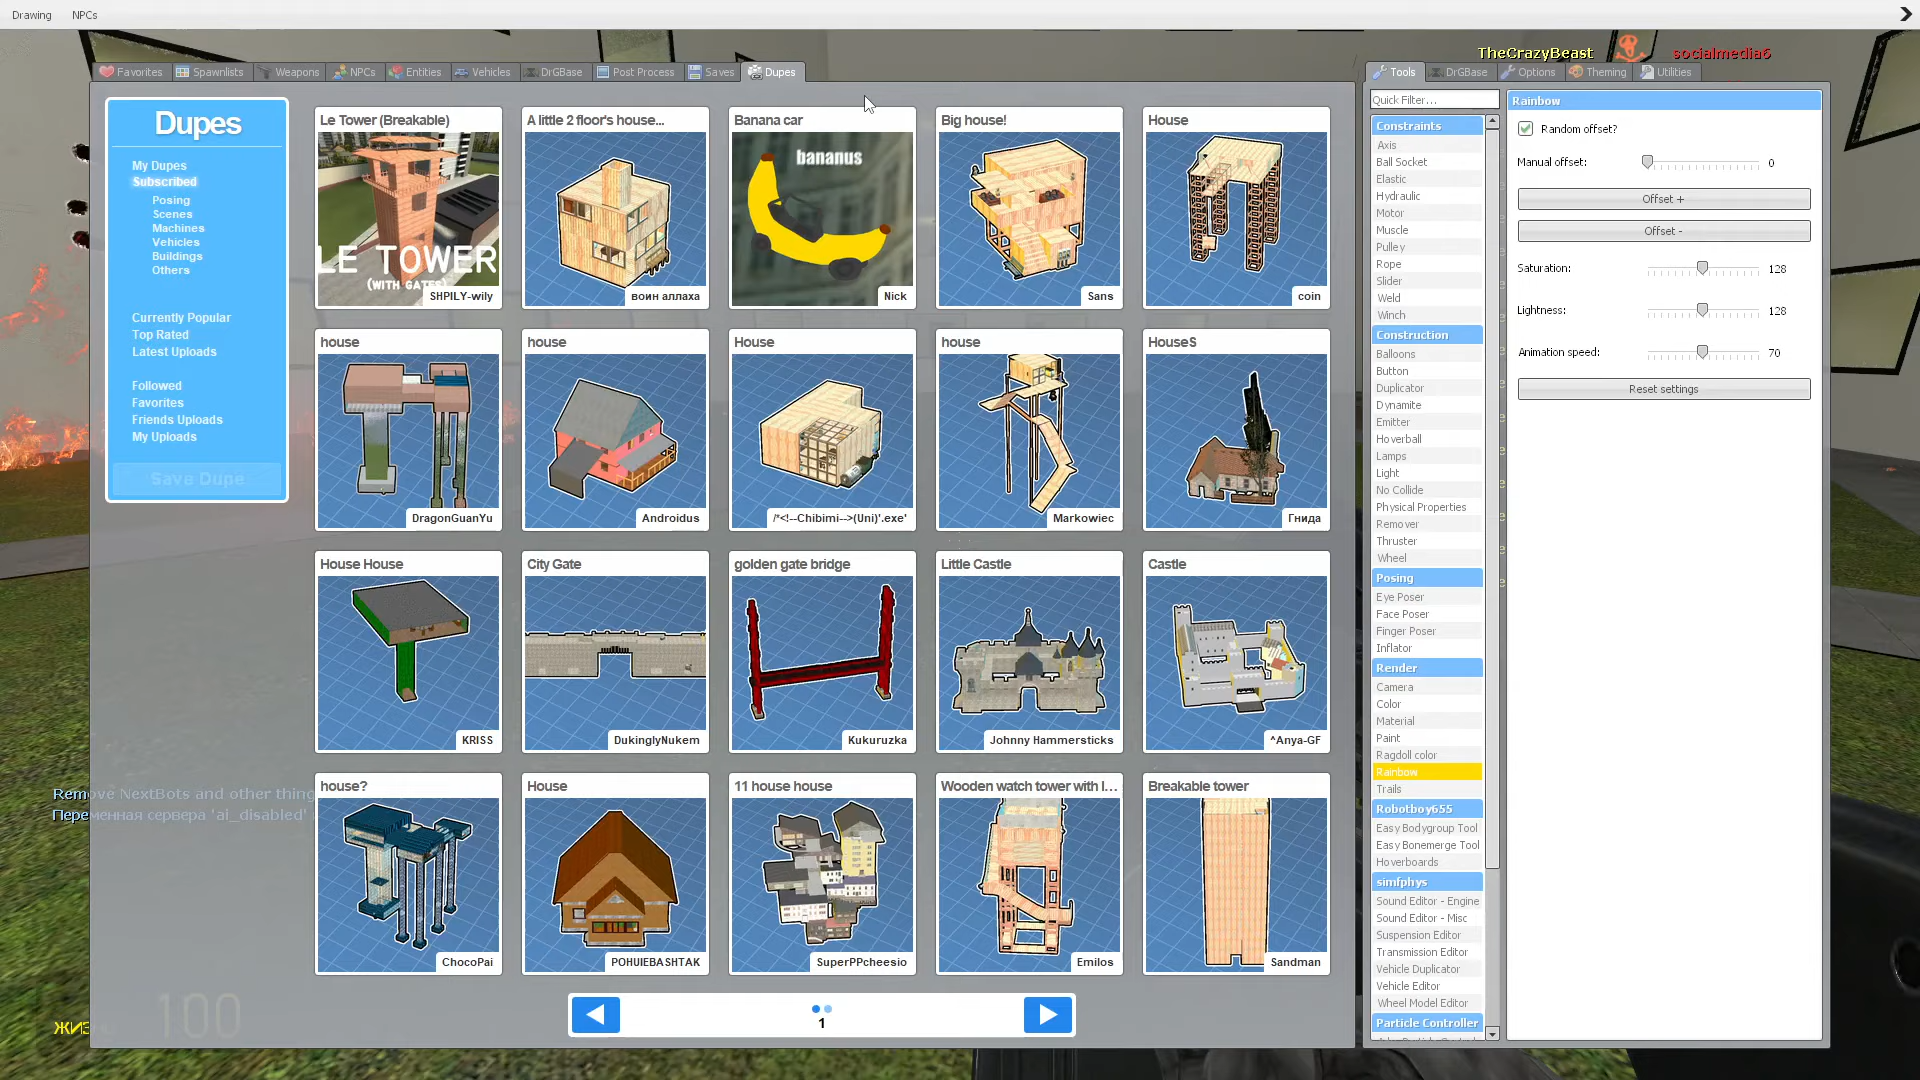 Drawing NPCs
TheCrazyBeast socialmedia6
Favorites Spawnlists Weapons NPCs Entities Vehicles DrGBase Post Process Saves Dupes
Tools DrGBase Options Theming Utilities
Dupes
My Dupes
Subscribed
Posing
Scenes
Machines
Vehicles
Buildings
Others
Currently Popular
Top Rated
Latest Uploads
Followed
Favorites
Friends Uploads
My Uploads
Save Dupe
Le Tower (Breakable)
LE TOWER
(WITH GATES)
SHPILY-wily
A little 2 floor's house...
воин аллаха
Banana car
bananus
Nick
Big house!
Sans
House
coin
house
DragonGuanYu
house
Androidus
House
/*<!--Chibimi-->(Uni)'.exe'
house
Markowiec
HouseS
Гнида
House House
KRISS
City Gate
DukinglyNukem
golden gate bridge
Kukuruzka
Little Castle
Johnny Hammersticks
Castle
^Anya-GF
house?
ChocoPai
House
POHUIEBASHTAK
11 house house
SuperPPcheesio
Wooden watch tower with l...
Emilos
Breakable tower
Sandman
1
Remove NextBots and other thing
Переменная сервера 'ai_disabled'
100
Quick Filter...
Constraints
Axis
Ball Socket
Elastic
Hydraulic
Motor
Muscle
Pulley
Rope
Slider
Weld
Winch
Construction
Balloons
Button
Duplicator
Dynamite
Emitter
Hoverball
Lamps
Light
No Collide
Physical Properties
Remover
Thruster
Wheel
Posing
Eye Poser
Face Poser
Finger Poser
Inflator
Render
Camera
Color
Material
Paint
Ragdoll color
Rainbow
Trails
Robotboy655
Easy Bodygroup Tool
Easy Bonemerge Tool
Hoverboards
simfphys
Sound Editor - Engine
Sound Editor - Misc
Suspension Editor
Transmission Editor
Vehicle Duplicator
Vehicle Editor
Wheel Model Editor
Particle Controller
Rainbow
Random offset?
Manual offset: 0
Offset +
Offset -
Saturation: 128
Lightness: 128
Animation speed: 70
Reset settings